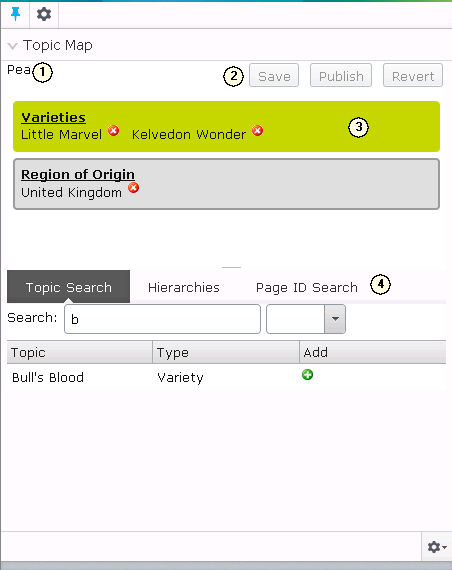 Topic Map
Pea 1
2 Save Publish Revert
Varieties
Little Marvel Kelvedon Wonder 3
Region of Origin
United Kingdom
Topic Search Hierarchies Page ID Search 4
Search: b
Topic Type Add
Bull's Blood Variety